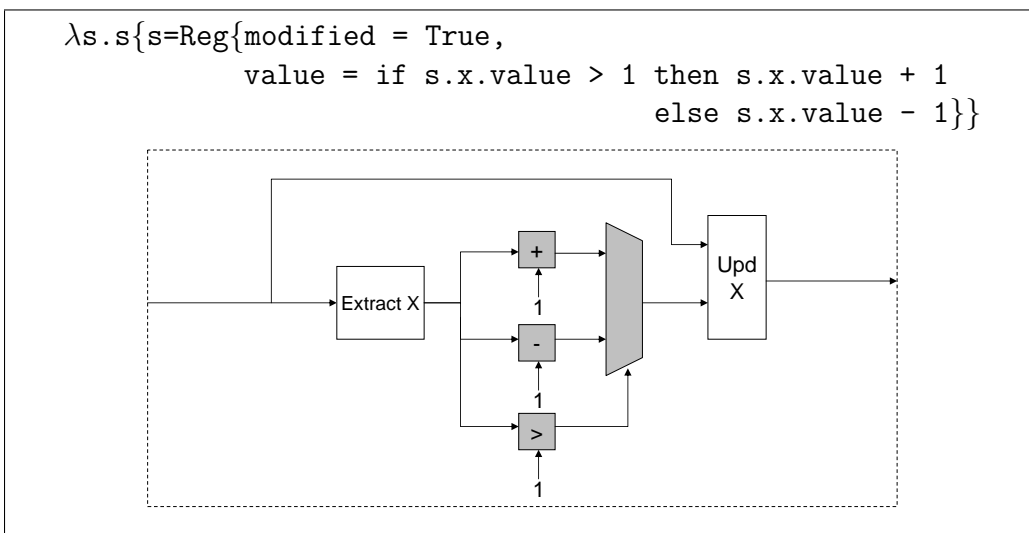 λs.s{s=Reg{modified = True,
value = if s.x.value > 1 then s.x.value + 1
else s.x.value - 1}}
+
1
Extract X
-
1
>
1
Upd
X